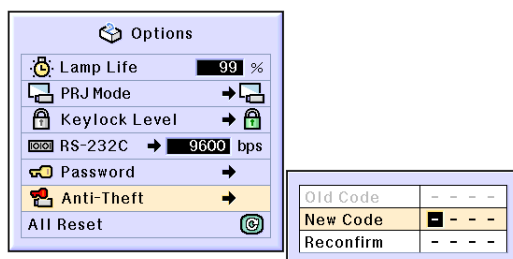 Options
Lamp Life 99 %
PRJ Mode
Keylock Level
RS-232C 9600 bps
Password
Anti-Theft
All Reset
Old Code - - - -
New Code - - - -
Reconfirm - - - -